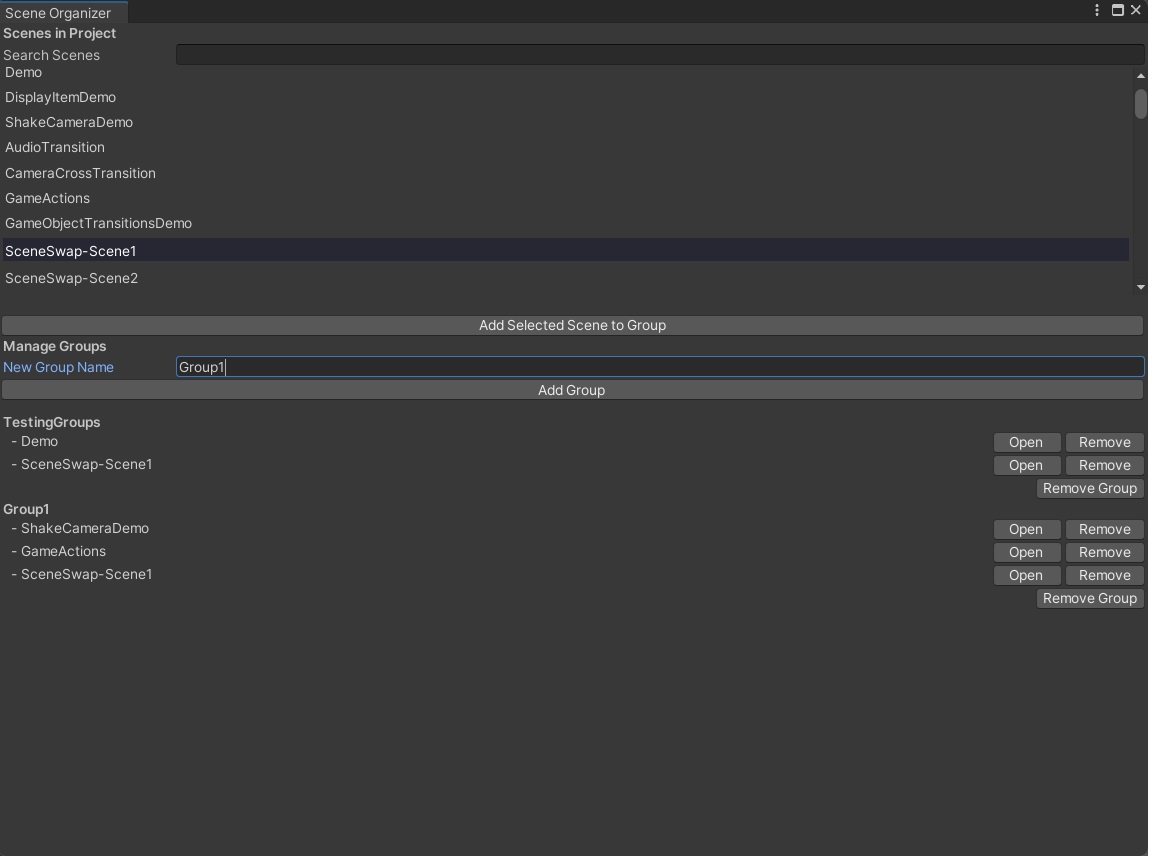 Scene Organizer
Scenes in Project
Search Scenes
Demo
DisplayItemDemo
ShakeCameraDemo
AudioTransition
CameraCrossTransition
GameActions
GameObjectTransitionsDemo
SceneSwap-Scene1
SceneSwap-Scene2
Add Selected Scene to Group
Manage Groups
New Group Name Group1
Add Group
TestingGroups
- Demo Open Remove
- SceneSwap-Scene1 Open Remove
Remove Group
Group1
- ShakeCameraDemo Open Remove
- GameActions Open Remove
- SceneSwap-Scene1 Open Remove
Remove Group